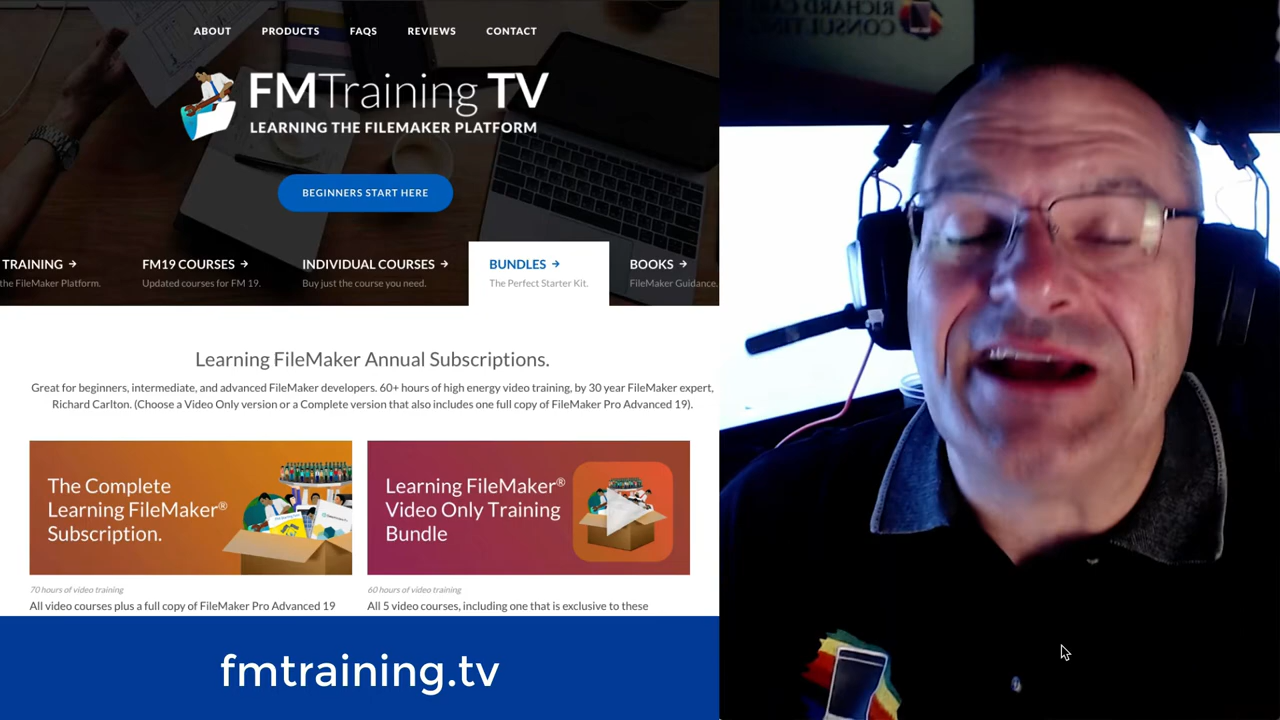 ABOUT PRODUCTS FAQS REVIEWS CONTACT
FMTraining TV
LEARNING THE FILEMAKER PLATFORM
BEGINNERS START HERE
TRAINING → FM19 COURSES → INDIVIDUAL COURSES → BUNDLES → BOOKS →
the FileMaker Platform. Updated courses for FM 19. Buy just the course you need. The Perfect Starter Kit. FileMaker Guidance.
Learning FileMaker Annual Subscriptions.
Great for beginners, intermediate, and advanced FileMaker developers. 60+ hours of high energy video training, by 30 year FileMaker expert,
Richard Carlton. (Choose a Video Only version or a Complete version that also includes one full copy of FileMaker Pro Advanced 19).
The Complete
Learning FileMaker®
Subscription.
70 hours of video training
All video courses plus a full copy of FileMaker Pro Advanced 19
Learning FileMaker®
Video Only Training
Bundle
60 hours of video training
All 5 video courses, including one that is exclusive to these
fmtraining.tv
RICHARD CAR
CONSULTIN